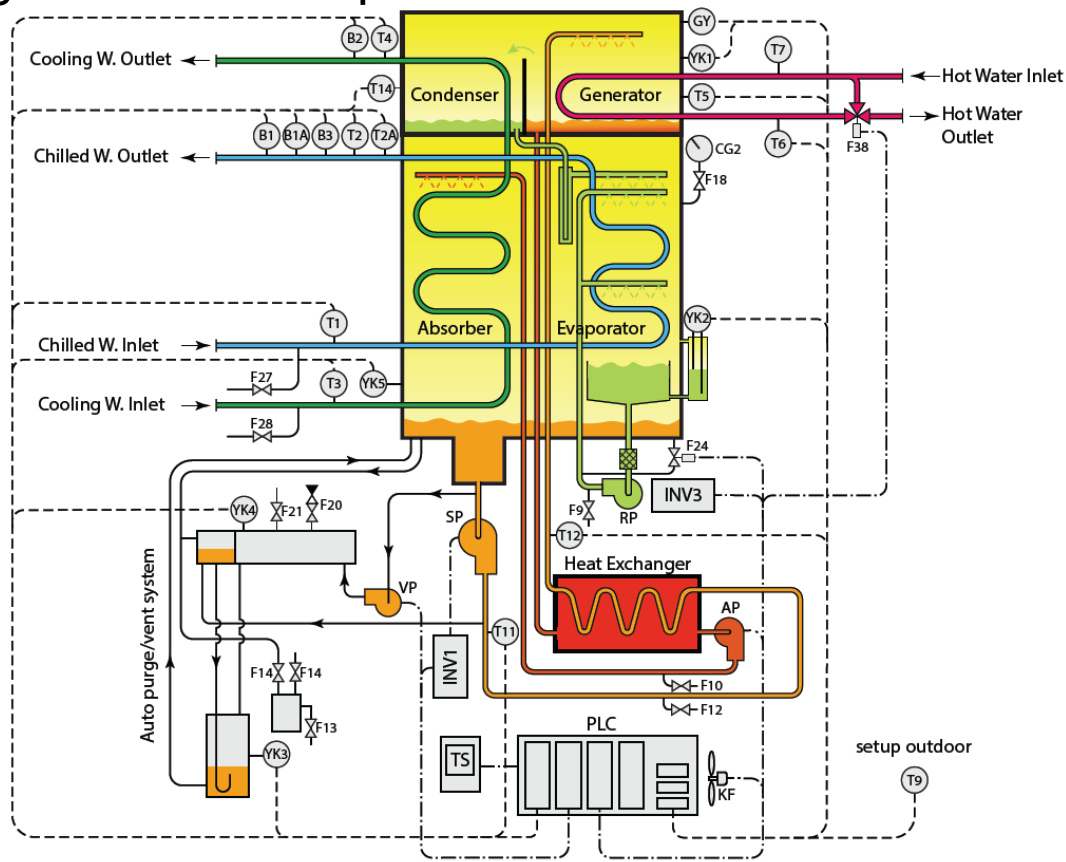 B2
T4
GY
Cooling W. Outlet
YK1
T7
Hot Water Inlet
T14
Condenser
Generator
T5
Hot Water
Outlet
B1
B1A
B3
T2
T2A
F38
T6
Chilled W. Outlet
CG2
F18
T1
Absorber
Evaporator
YK2
Chilled W. Inlet
F27
T3
YK5
Cooling W. Inlet
F28
F24
YK4
F21
F20
SP
F9
RP
INV3
T12
Heat Exchanger
VP
AP
T11
Auto purge/vent system
INV1
F14
F14
F10
F12
F13
PLC
YK3
TS
KF
setup outdoor
T9